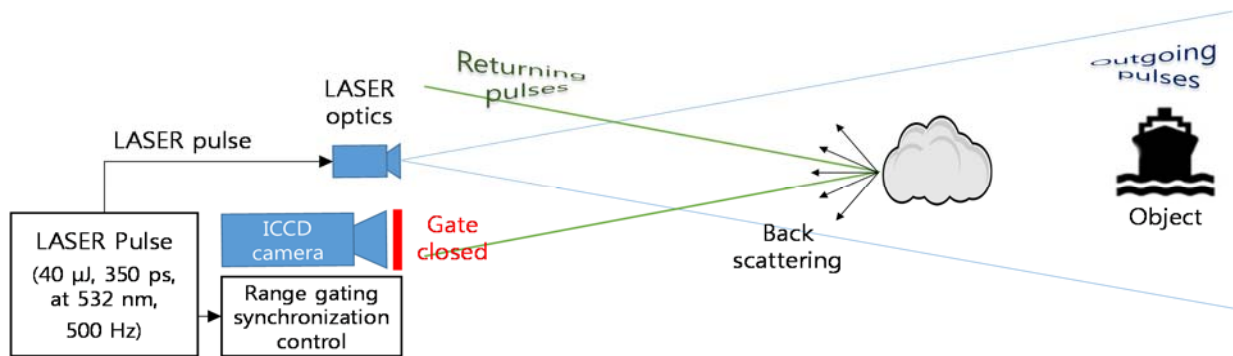 Returning
pulses
Outgoing
pulses
LASER
optics
LASER pulse
ICCD
camera
Gate
closed
LASER Pulse
(40 µJ, 350 ps,
at 532 nm,
500 Hz)
Range gating
synchronization
control
Back
scattering
Object